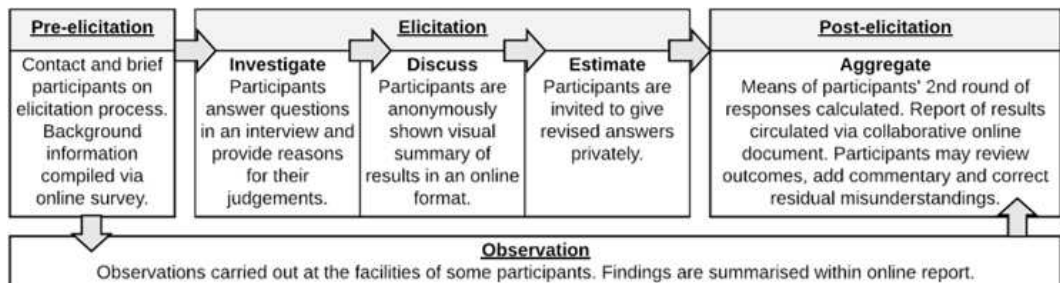 Pre-elicitation
Contact and brief
participants on
elicitation process.
Background
information
compiled via
online survey.
Elicitation
Investigate
Participants
answer questions
in an interview and
provide reasons
for their
judgements.
Discuss
Participants are
anonymously
shown visual
summary of
results in an online
format.
Estimate
Participants are
invited to give
revised answers
privately.
Post-elicitation
Aggregate
Means of participants' 2nd round of
responses calculated. Report of results
circulated via collaborative online
document. Participants may review
outcomes, add commentary and correct
residual misunderstandings.
Observation
Observations carried out at the facilities of some participants. Findings are summarised within online report.